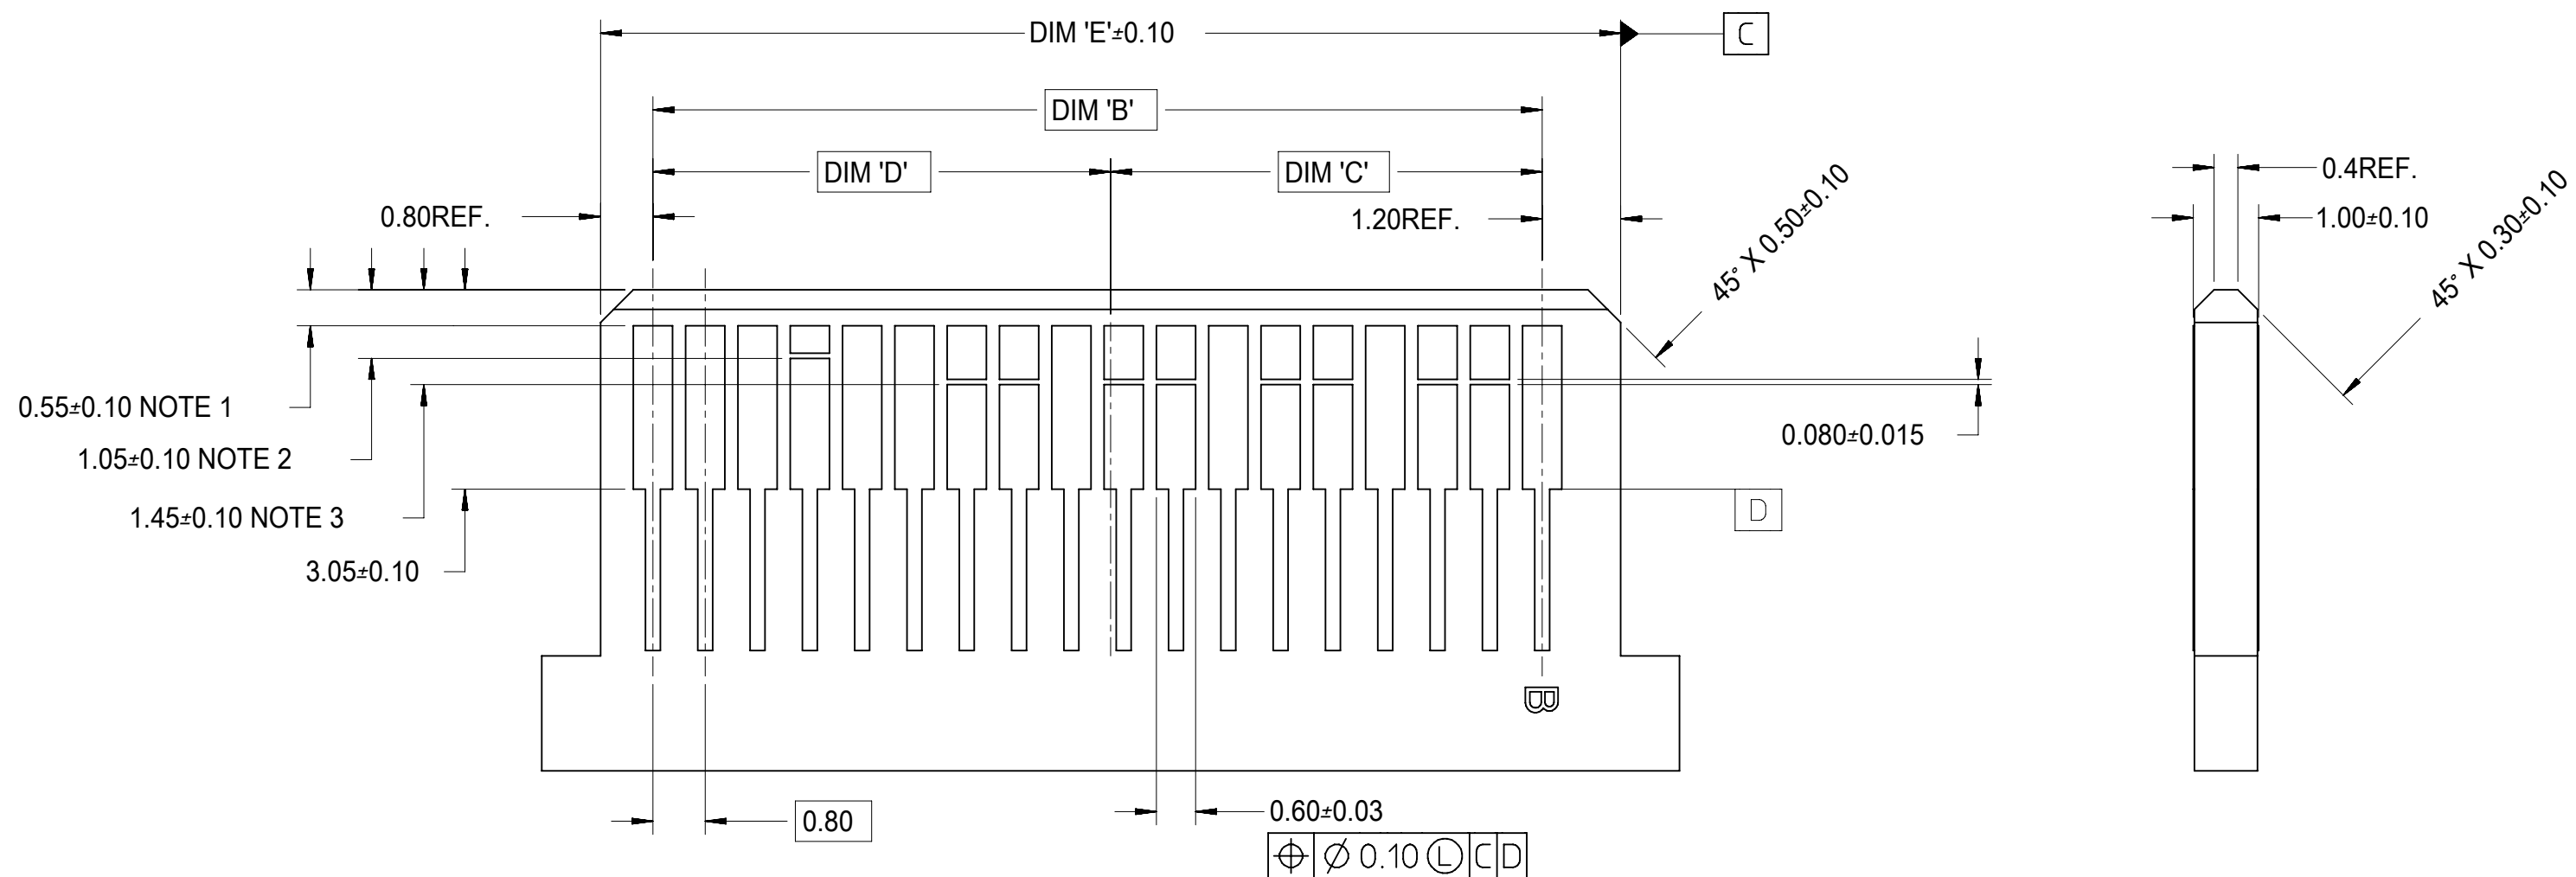 DIM 'E'±0.10
C
DIM 'B'
DIM 'D'
DIM 'C'
0.80REF.
1.20REF.
45° X 0.50±0.10
0.4REF.
1.00±0.10
45° X 0.30±0.10
0.55±0.10 NOTE 1
1.05±0.10 NOTE 2
1.45±0.10 NOTE 3
3.05±0.10
0.080±0.015
D
B
0.80
0.60±0.03
⌖ ⌀ 0.10 Ⓛ C D